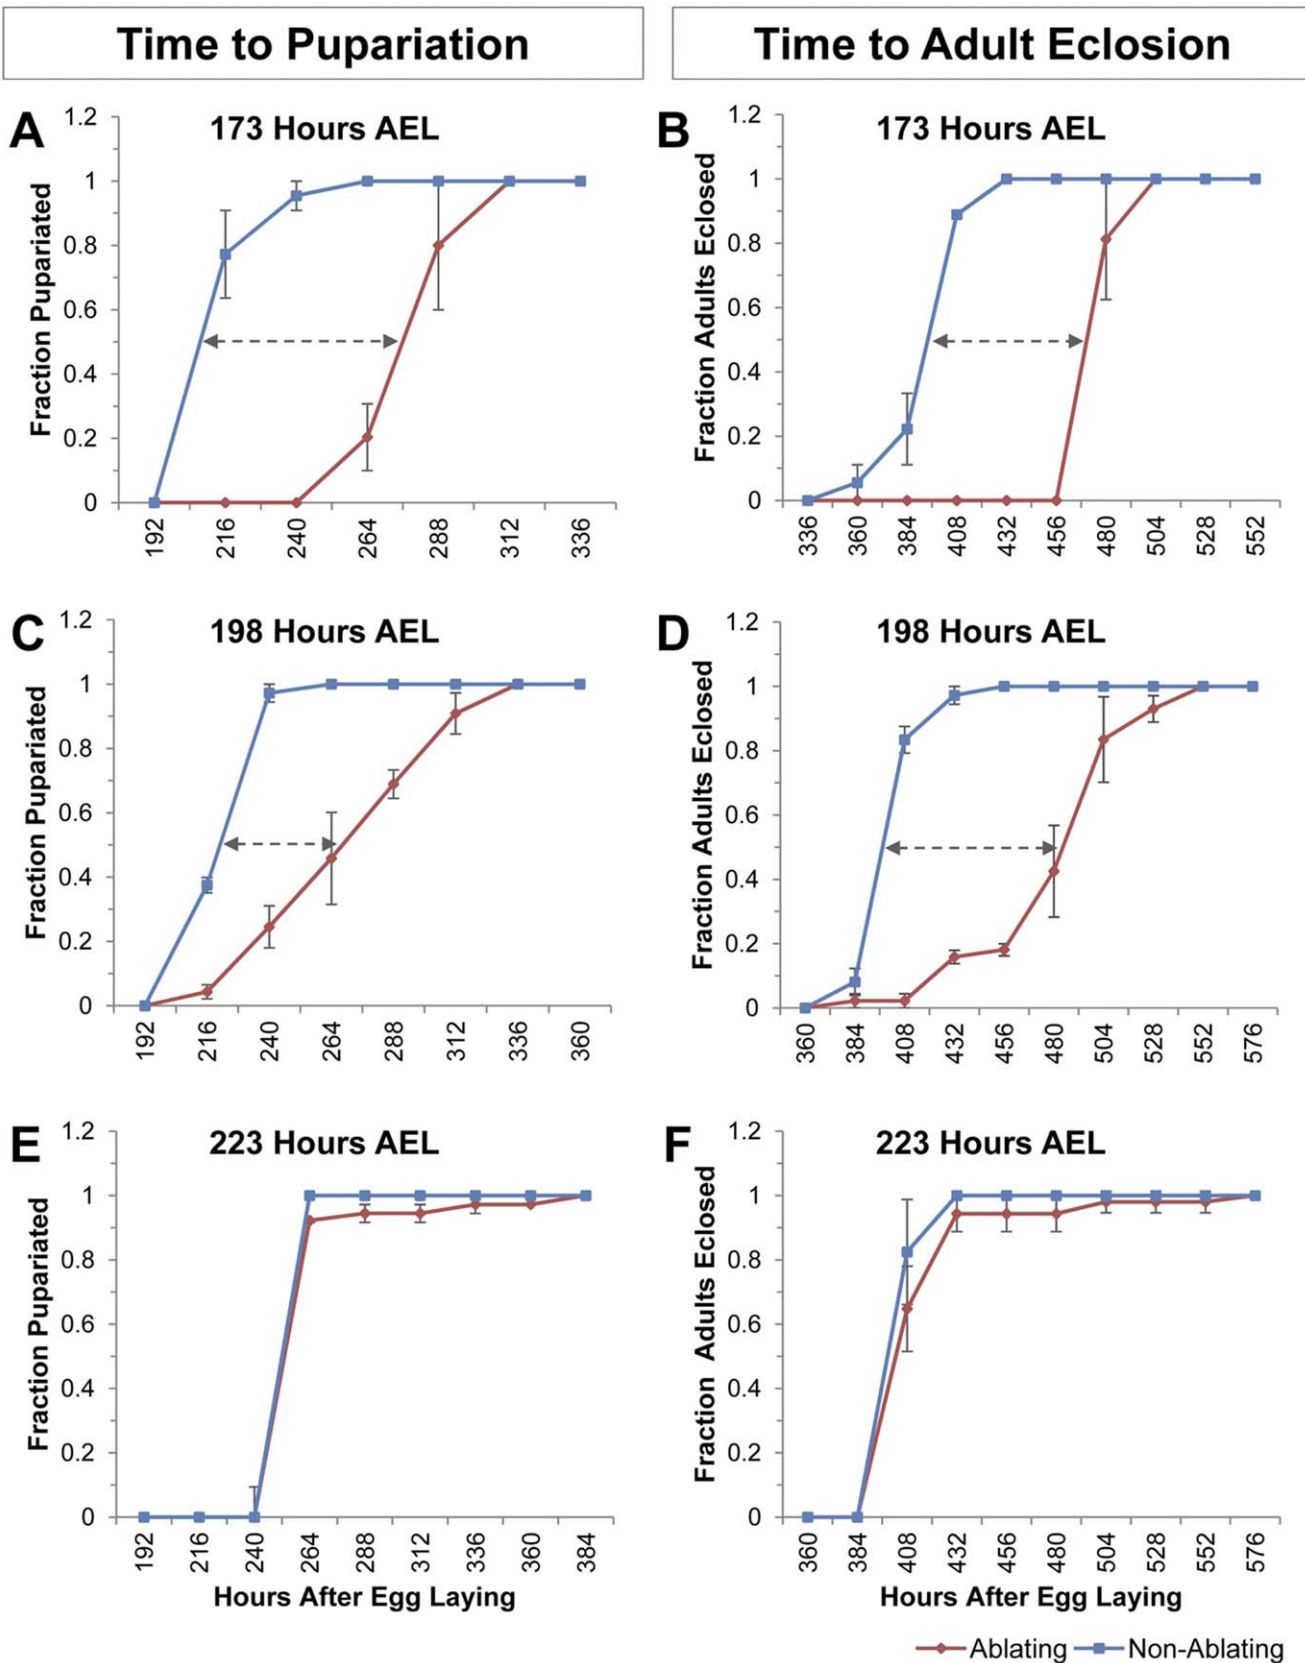 Time to Pupariation
Time to Adult Eclosion
A
173 Hours AEL
Fraction Pupariated
1.2
1
0.8
0.6
0.4
0.2
0
192 216 240 264 288 312 336
B
173 Hours AEL
Fraction Adults Eclosed
1.2
1
0.8
0.6
0.4
0.2
0
336 360 384 408 432 456 480 504 528 552
C
198 Hours AEL
Fraction Pupariated
1.2
1
0.8
0.6
0.4
0.2
0
192 216 240 264 288 312 336 360
D
198 Hours AEL
Fraction Adults Eclosed
1.2
1
0.8
0.6
0.4
0.2
0
360 384 408 432 456 480 504 528 552 576
E
223 Hours AEL
Fraction Pupariated
1.2
1
0.8
0.6
0.4
0.2
0
192 216 240 264 288 312 336 360 384
Hours After Egg Laying
F
223 Hours AEL
Fraction Adults Eclosed
1.2
1
0.8
0.6
0.4
0.2
0
360 384 408 432 456 480 504 528 552 576
Hours After Egg Laying
Ablating Non-Ablating